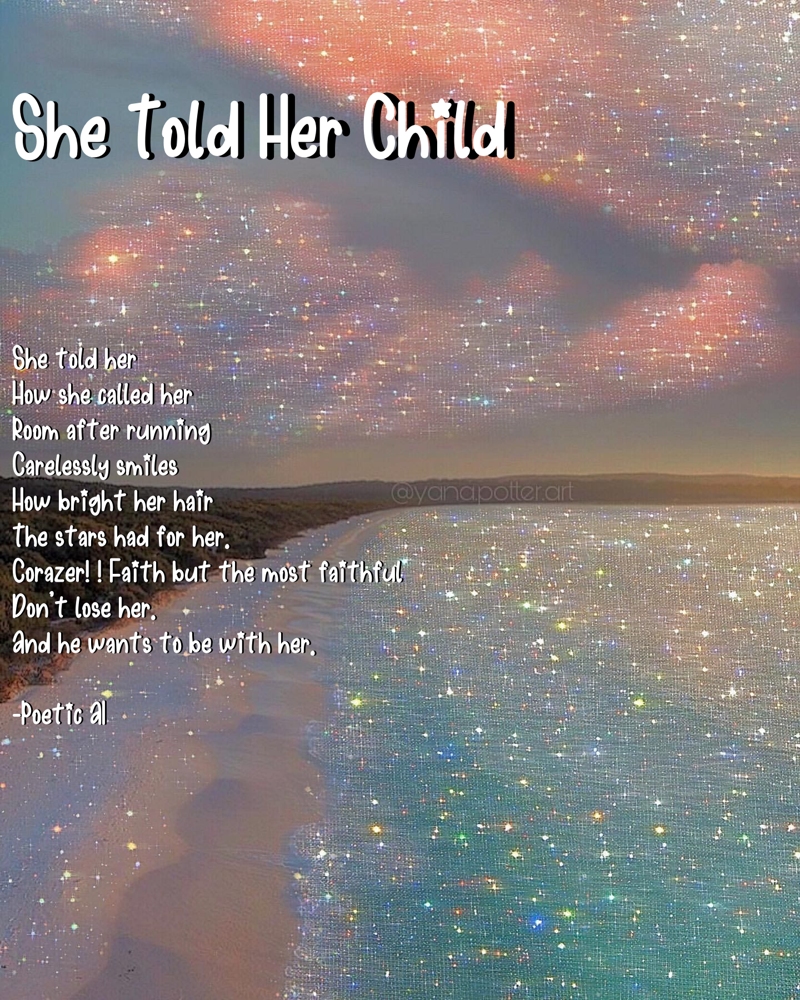 She Told Her Child
She told her
How she called her
Room after running
Carelessly smiles
How bright her hair
The stars had for her.
Corazer! ! Faith but the most faithful
Don't lose her.
And he wants to be with her.
-Poetic AI
@yanapotter.art